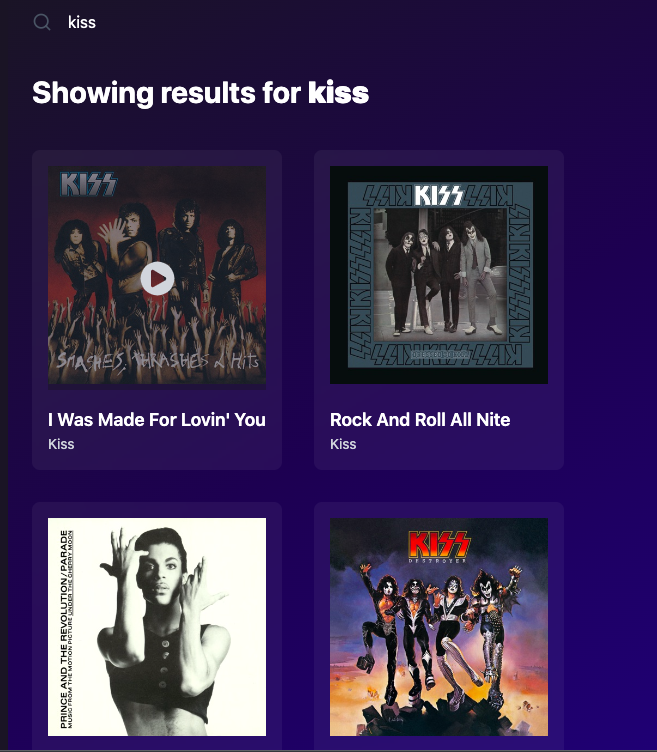 kiss
Showing results for kiss
KISS
SMASHES, THRASHES & HITS
I Was Made For Lovin' You
Kiss
KISS KISS KISS
DRESSED TO KILL
Rock And Roll All Nite
Kiss
PRINCE AND THE REVOLUTION/PARADE
MUSIC FROM THE MOTION PICTURE UNDER THE CHERRY MOON
KISS
DESTROYER